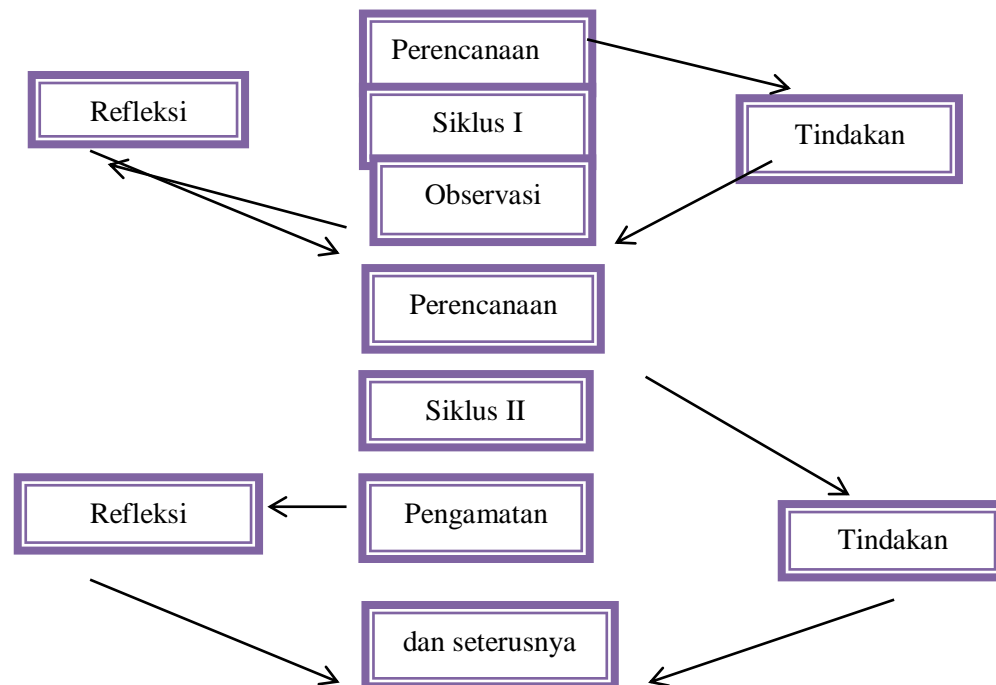 Perencanaan
Refleksi
Siklus I
Tindakan
Observasi
Perencanaan
Siklus II
Refleksi
Pengamatan
Tindakan
dan seterusnya